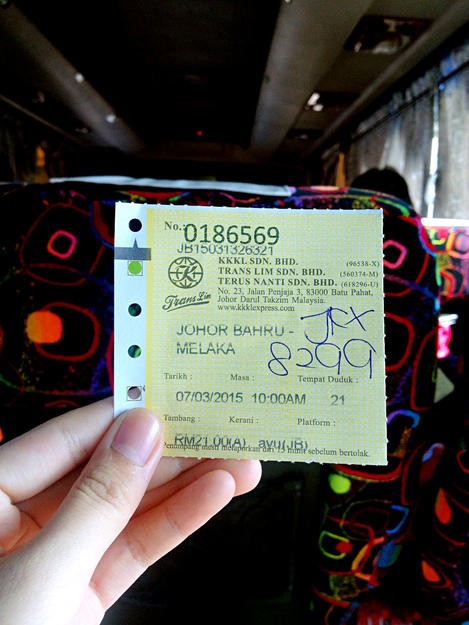 No.: 0186569
JB15031326321
KKKL SDN. BHD. (96538-X)
TRANS LIM SDN. BHD. (560374-M)
TERUS NANTI SDN. BHD. (618296-U)
No. 23, Jalan Penjaja 3, 83000 Batu Pahat,
Johor Darul Takzim Malaysia.
www.kkklexpress.com
Trans Lim
JOHOR BAHRU -
MELAKA
JRX
8299
Tarikh : Masa : Tempat Duduk :
07/03/2015 10:00AM 21
Tambang : Kerani : Platform :
RM21.00(A) ayu(JB)
Penumpang mesti melaporkan diri 15 minit sebelum bertolak.